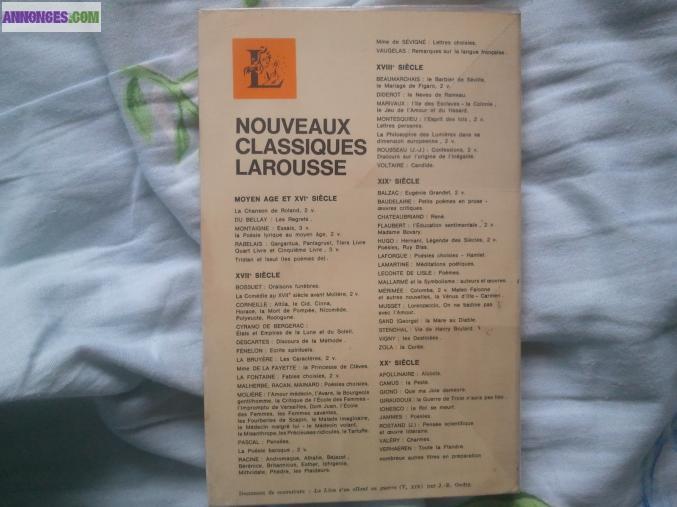 ANNONCES.com
L
NOUVEAUX
CLASSIQUES
LAROUSSE
MOYEN AGE ET XVIe SIÈCLE
La Chanson de Roland, 2 v.
DU BELLAY : Les Regrets.
MONTAIGNE : Essais, 3 v.
la Poésie lyrique au moyen âge, 2 v.
RABELAIS : Gargantua, Pantagruel, Tiers Livre
Quart Livre et Cinquième Livre, 3 v.
Tristan et Iseut (les poèmes de).
XVIIe SIÈCLE
BOSSUET : Oraisons funèbres.
La Comédie au XVIIe siècle avant Molière, 2 v.
CORNEILLE : Attila, le Cid, Cinna,
Horace, la Mort de Pompée, Nicomède,
Polyeucte, Rodogune.
CYRANO DE BERGERAC :
États et Empires de la Lune et du Soleil.
DESCARTES : Discours de la Méthode.
FÉNELON : Ecrits spirituels.
LA BRUYÈRE : Les Caractères, 2 v.
Mme DE LA FAYETTE : la Princesse de Clèves.
LA FONTAINE : Fables choisies, 2 v.
MALHERBE, RACAN, MAINARD : Poésies choisies.
MOLIÈRE : l'Amour médecin, l'Avare, le Bourgeois
gentilhomme, la Critique de l'École des Femmes -
l'Impromptu de Versailles, Dom Juan, l'École
des Femmes, les Femmes savantes,
les Fourberies de Scapin, le Malade imaginaire,
le Médecin malgré lui - le Médecin volant,
le Misanthrope, les Précieuses ridicules, le Tartuffe.
PASCAL : Pensées.
La Poésie baroque, 2 v.
RACINE : Andromaque, Athalie, Bajazet,
Bérénice, Britannicus, Esther, Iphigénie,
Mithridate, Phèdre, les Plaideurs.
Mme de SÉVIGNÉ : Lettres choisies.
VAUGELAS : Remarques sur la langue française.
XVIIIe SIÈCLE
BEAUMARCHAIS : le Barbier de Séville,
le Mariage de Figaro, 2 v.
DIDEROT : le Neveu de Rameau.
MARIVAUX : l'Ile des Esclaves - la Colonie,
le Jeu de l'Amour et du Hasard.
MONTESQUIEU : l'Esprit des lois, 2 v.
Lettres persanes.
La Philosophie des Lumières dans sa
dimension européenne, 2 v.
ROUSSEAU (J.-J.) : Confessions, 2 v.
Discours sur l'origine de l'inégalité.
VOLTAIRE : Candide.
XIXe SIÈCLE
BALZAC : Eugénie Grandet, 2 v.
BAUDELAIRE : Petits poèmes en prose -
œuvres critiques.
CHATEAUBRIAND : René.
FLAUBERT : l'Education sentimentale, 2 v
Madame Bovary.
HUGO : Hernani, Légende des Siècles, 2 v.
Poésies, Ruy Blas.
LAFORGUE : Poésies choisies - Hamlet.
LAMARTINE : Méditations poétiques.
LECONTE DE LISLE : Poèmes.
MALLARMÉ et le Symbolisme : auteurs et œuvres.
MÉRIMÉE : Colomba, 2 v. Mateo Falcone
et autres nouvelles, la Vénus d'Ille - Carmen.
MUSSET : Lorenzaccio, On ne badine pas
avec l'Amour.
SAND (George) : la Mare au Diable.
STENDHAL : Vie de Henry Brulard.
VIGNY : les Destinées.
ZOLA : la Curée.
XXe SIÈCLE
APOLLINAIRE : Alcools.
CAMUS : la Peste.
GIONO : Que ma Joie demeure.
GIRAUDOUX : la Guerre de Troie n'aura pas lieu.
IONESCO : le Roi se meurt.
JAMMES : Poésies.
ROSTAND (J.) : Pensée scientifique
et œuvre littéraire.
VALÉRY : Charmes.
VERHAEREN : Toute la Flandre.
nombreux autres titres en préparation
Document de couverture : Le Lion s'en allant en guerre (V, XIX) par J.-B. Oudry.